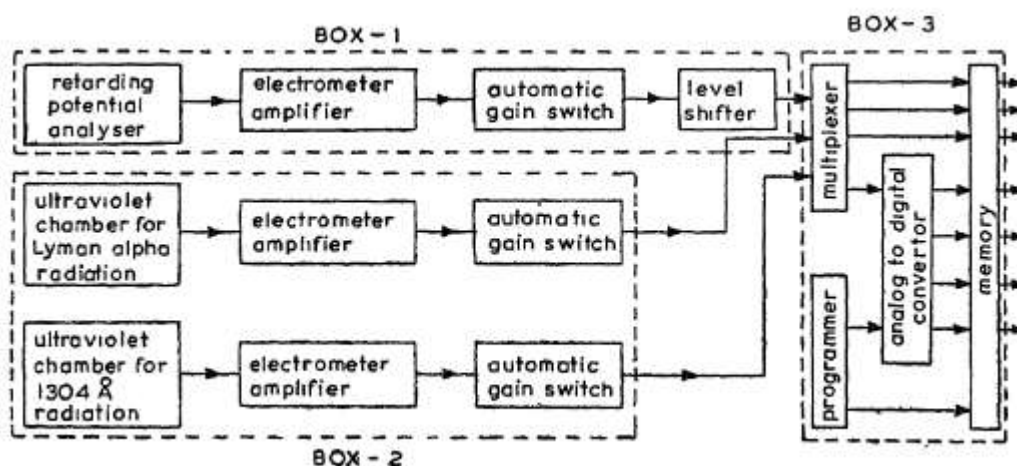 BOX-1
BOX-3
retarding
potential
analyser
electrometer
amplifier
automatic
gain switch
level
shifter
multiplexer
ultraviolet
chamber for
Lyman alpha
radiation
electrometer
amplifier
automatic
gain switch
analog to digital
convertor
memory
programmer
ultraviolet
chamber for
1304 Å
radiation
electrometer
amplifier
automatic
gain switch
BOX-2